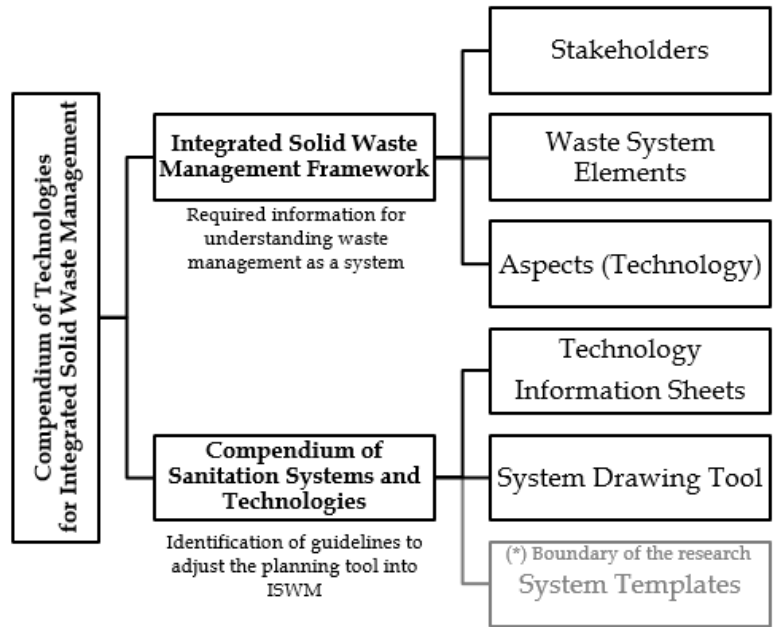 Compendium of Technologies
for Integrated Solid Waste Management
Integrated Solid Waste
Management Framework
Required information for
understanding waste
management as a system
Stakeholders
Waste System
Elements
Aspects (Technology)
Compendium of
Sanitation Systems and
Technologies
Identification of guidelines to
adjust the planning tool into
ISWM
Technology
Information Sheets
System Drawing Tool
(*) Boundary of the research
System Templates